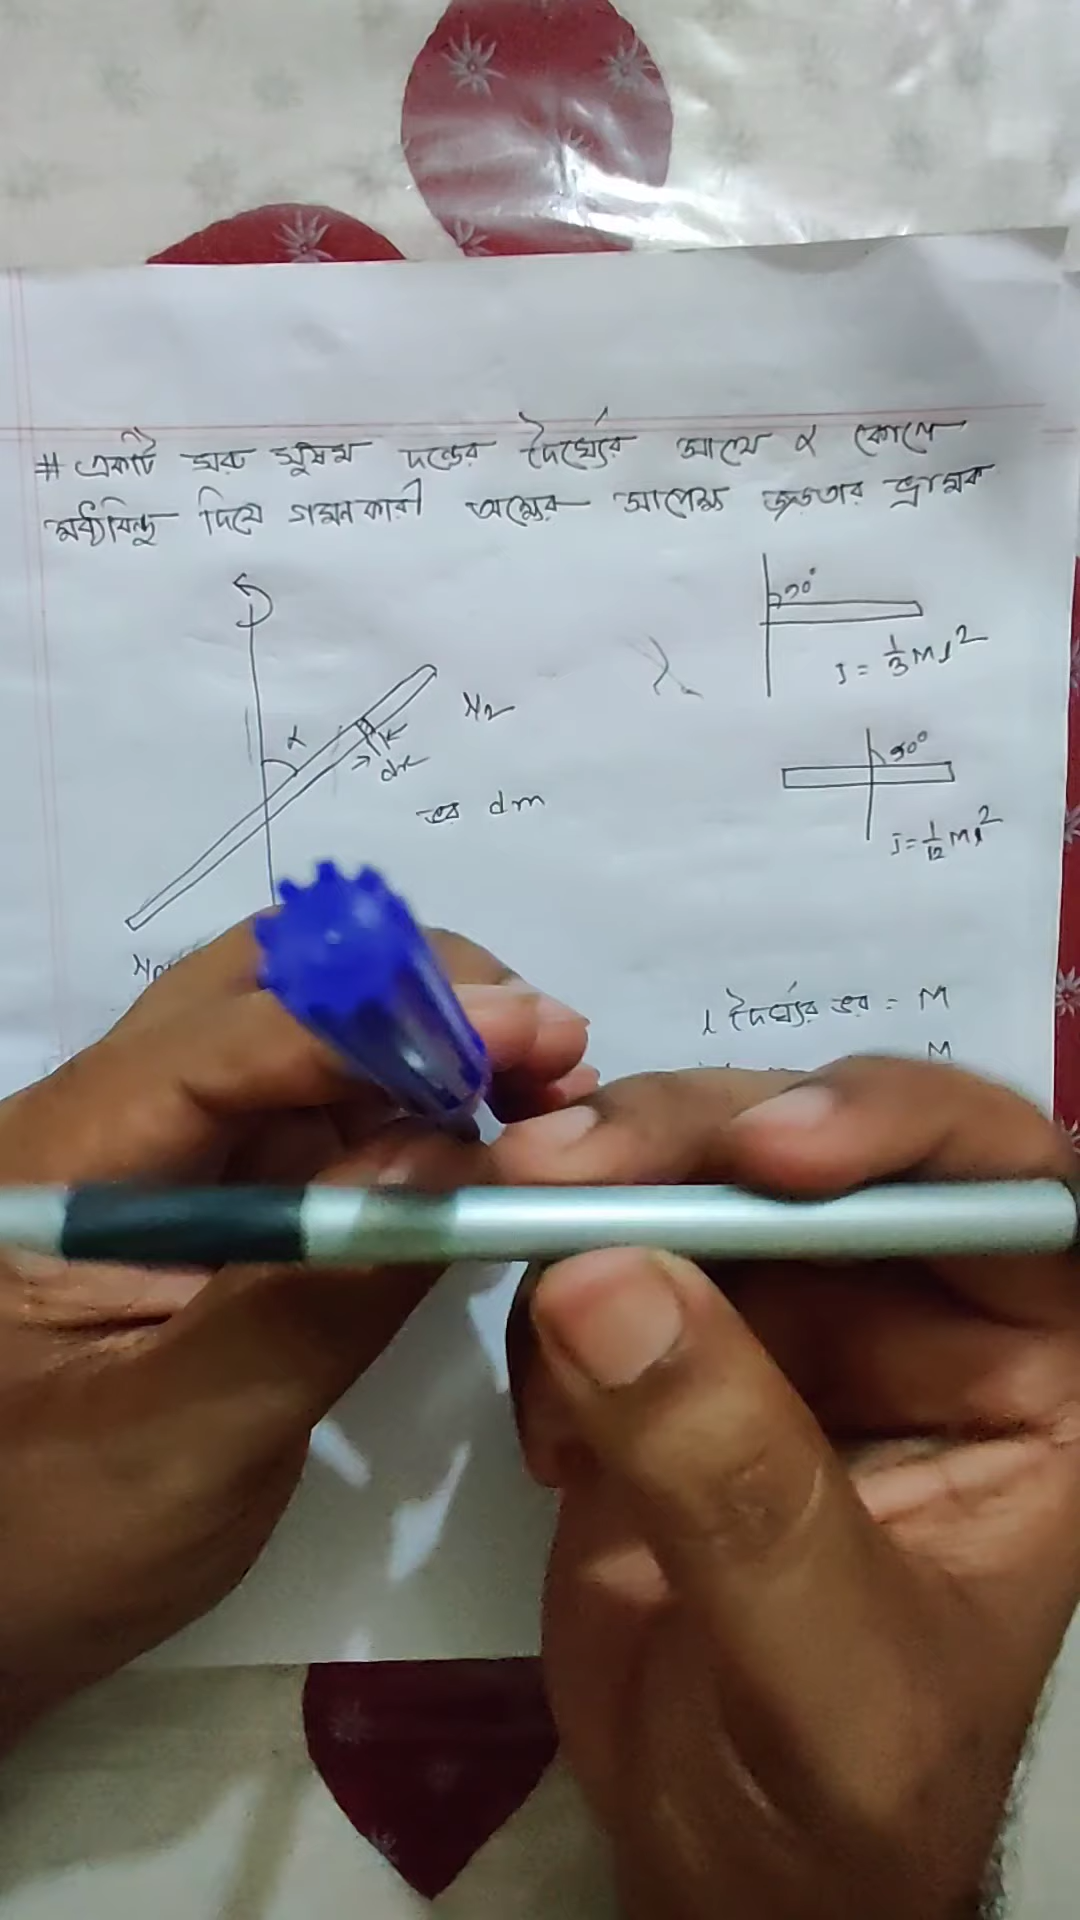 # একটি সরু সুষম দন্ডের দৈর্ঘ্যের সাথে α কোণে
মধ্যবিন্দু দিয়ে গমনকারী অক্ষের সাপেক্ষে জড়তার ভ্রামক
90°
I = 1/3 Ml²
α
l/2
dx
ভর dm
90°
I = 1/12 Ml²
l দৈর্ঘ্যের ভর = M
M